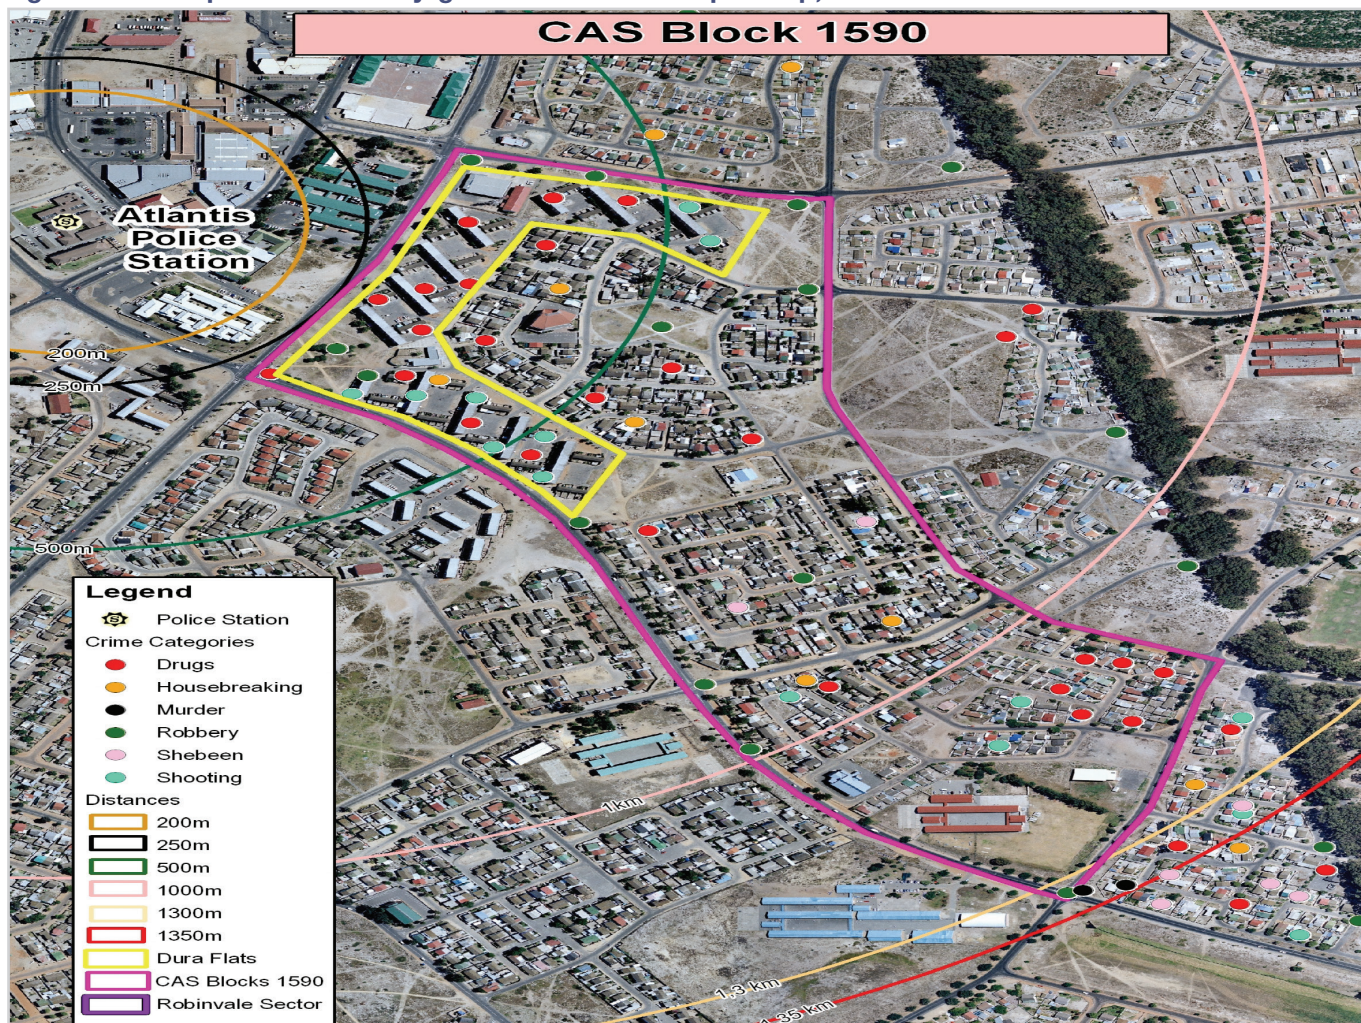 CAS Block 1590
Atlantis
Police
Station
200m
250m
500m
1km
1,3 km
1,35 km
Legend
Police Station
Crime Categories
Drugs
Housebreaking
Murder
Robbery
Shebeen
Shooting
Distances
200m
250m
500m
1000m
1300m
1350m
Dura Flats
CAS Blocks 1590
Robinvale Sector